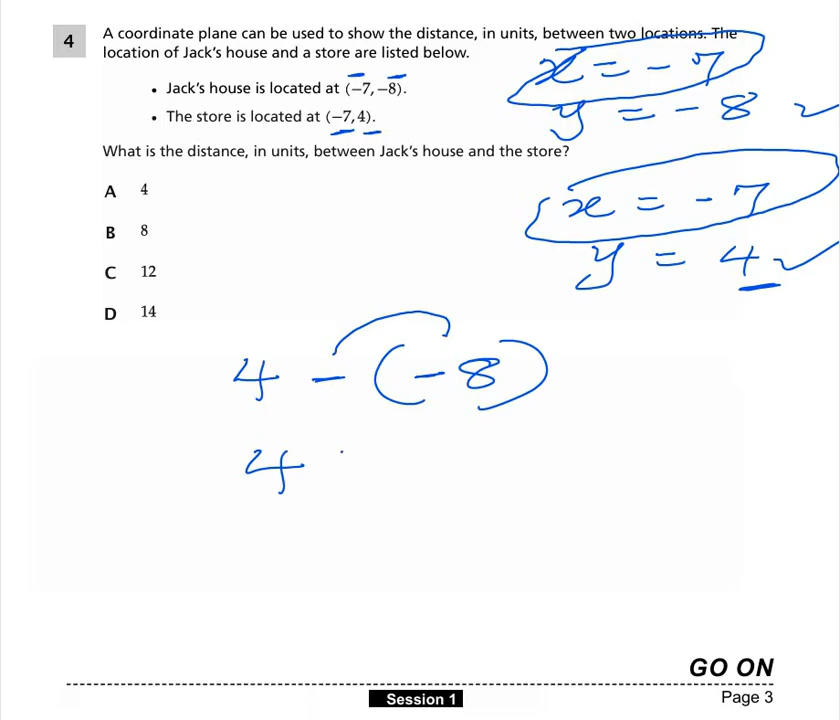 4 A coordinate plane can be used to show the distance, in units, between two locations. The
location of Jack's house and a store are listed below.
x = - 7
• Jack's house is located at (−7, −8).
y = - 8
• The store is located at (−7, 4).
What is the distance, in units, between Jack's house and the store?
A 4
x = - 7
B 8
y = 4
C 12
D 14
4 - (-8)
4
GO ON
Session 1
Page 3